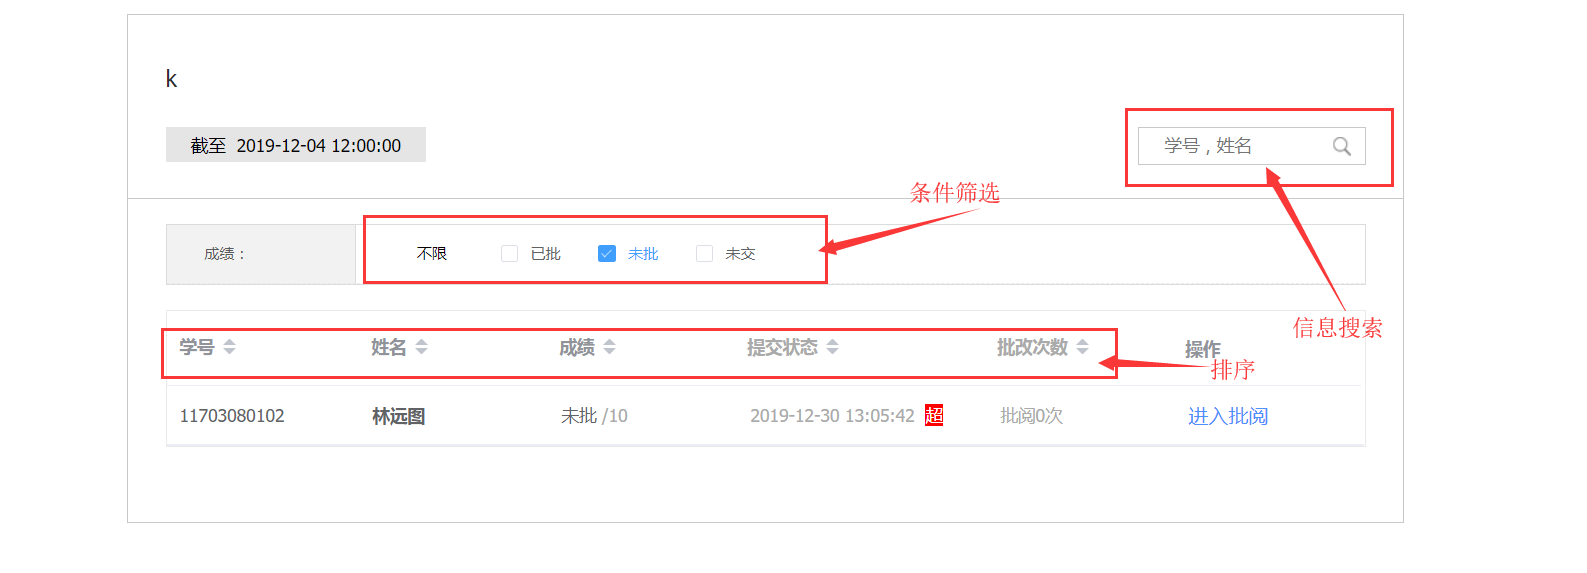 k
截至 2019-12-04 12:00:00
学号，姓名
条件筛选
成绩：
不限 已批 未批 未交
信息搜索
学号 姓名 成绩 提交状态 批改次数 操作
排序
11703080102 林远图 未批 /10 2019-12-30 13:05:42 超 批阅0次 进入批阅